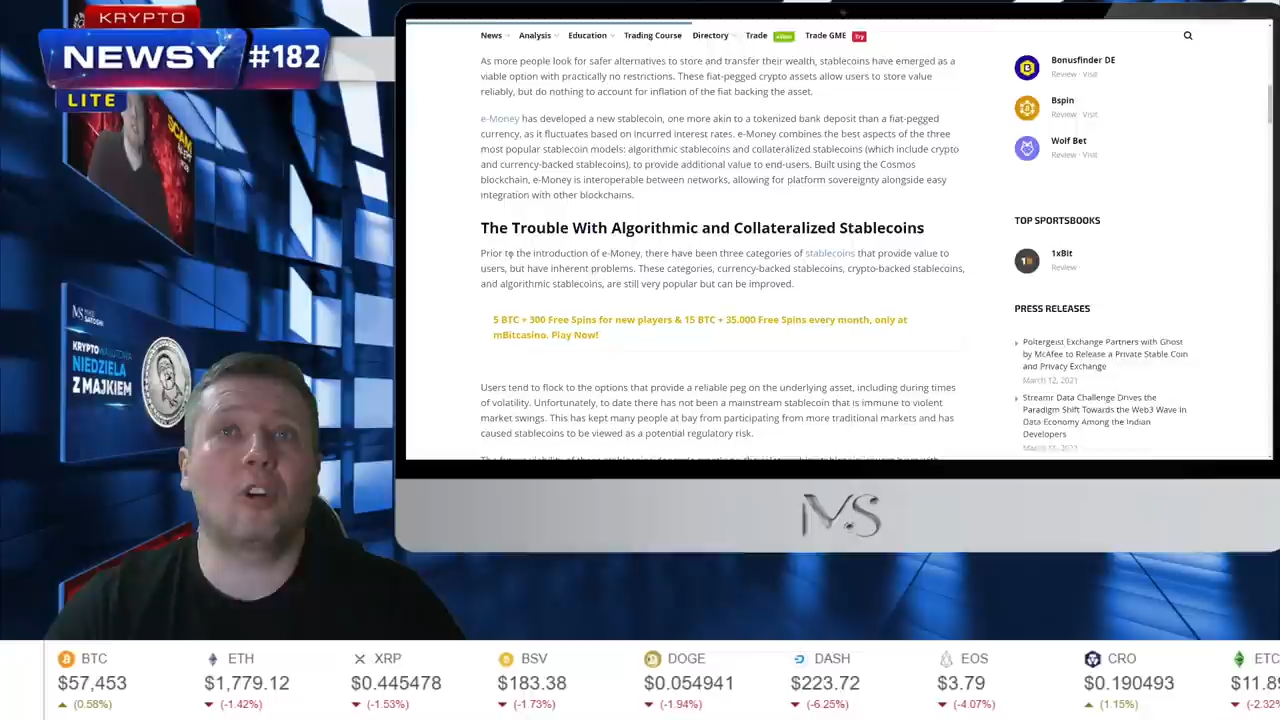 KRYPTO
NEWSY #182
LITE
SCAM
KRYPTOWALUTOWA
NIEDZIELA
Z MAJKIEM
News Analysis Education Trading Course Directory Trade Trade GME Try
As more people look for safer alternatives to store and transfer their wealth, stablecoins have emerged as a
viable option with practically no restrictions. These fiat-pegged crypto assets allow users to store value
reliably, but do nothing to account for inflation of the fiat backing the asset.
e-Money has developed a new stablecoin, one more akin to a tokenized bank deposit than a fiat-pegged
currency, as it fluctuates based on incurred interest rates. e-Money combines the best aspects of the three
most popular stablecoin models: algorithmic stablecoins and collateralized stablecoins (which include crypto
and currency-backed stablecoins), to provide additional value to end-users. Built using the Cosmos
blockchain, e-Money is interoperable between networks, allowing for platform sovereignty alongside easy
integration with other blockchains.
The Trouble With Algorithmic and Collateralized Stablecoins
Prior to the introduction of e-Money, there have been three categories of stablecoins that provide value to
users, but have inherent problems. These categories, currency-backed stablecoins, crypto-backed stablecoins,
and algorithmic stablecoins, are still very popular but can be improved.
5 BTC + 300 Free Spins for new players & 15 BTC + 35.000 Free Spins every month, only at
mBitcasino. Play Now!
Users tend to flock to the options that provide a reliable peg on the underlying asset, including during times
of volatility. Unfortunately, to date there has not been a mainstream stablecoin that is immune to violent
market swings. This has kept many people at bay from participating from more traditional markets and has
caused stablecoins to be viewed as a potential regulatory risk.
Bonusfinder DE
Review · Visit
Bspin
Review · Visit
Wolf Bet
Review · Visit
TOP SPORTSBOOKS
1xBit
Review ·
PRESS RELEASES
Poltergeist Exchange Partners with Ghost
by McAfee to Release a Private Stable Coin
and Privacy Exchange
March 12, 2021
Streamr Data Challenge Drives the
Paradigm Shift Towards the Web3 Wave in
Data Economy Among the Indian
Developers
MS
BTC ETH XRP BSV DOGE DASH EOS CRO ETC
$57,453 $1,779.12 $0.445478 $183.38 $0.054941 $223.72 $3.79 $0.190493 $11.89
(0.58%) (-1.42%) (-1.53%) (-1.73%) (-1.94%) (-6.25%) (-4.07%) (1.15%) (-2.32%